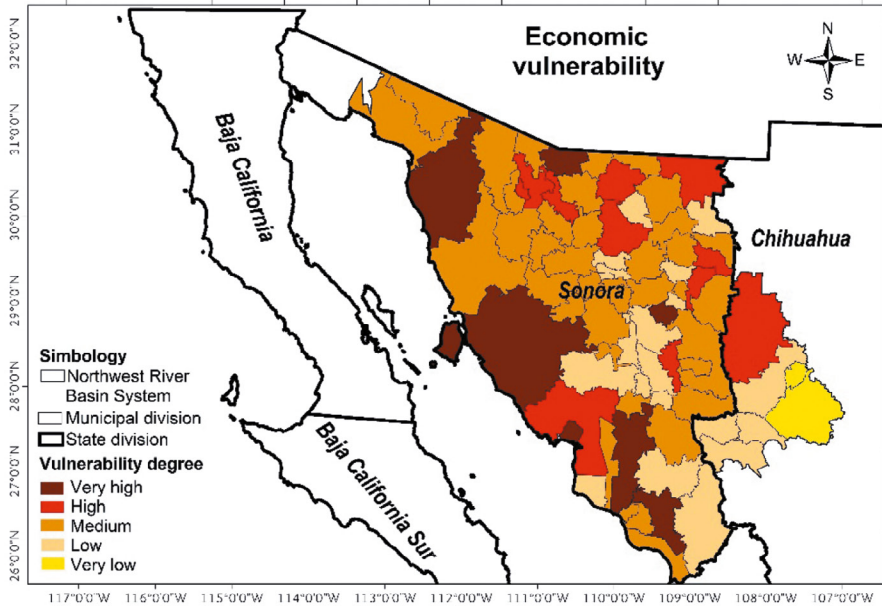 Economic
vulnerability
N
W E
S
32°0'0"N
31°0'0"N
30°0'0"N
29°0'0"N
28°0'0"N
27°0'0"N
26°0'0"N
Baja California
Chihuahua
Sonora
Baja California Sur
Simbology
Northwest River
Basin System
Municipal division
State division
Vulnerability degree
Very high
High
Medium
Low
Very low
117°0'0"W 116°0'0"W 115°0'0"W 114°0'0"W 113°0'0"W 112°0'0"W 111°0'0"W 110°0'0"W 109°0'0"W 108°0'0"W 107°0'0"W